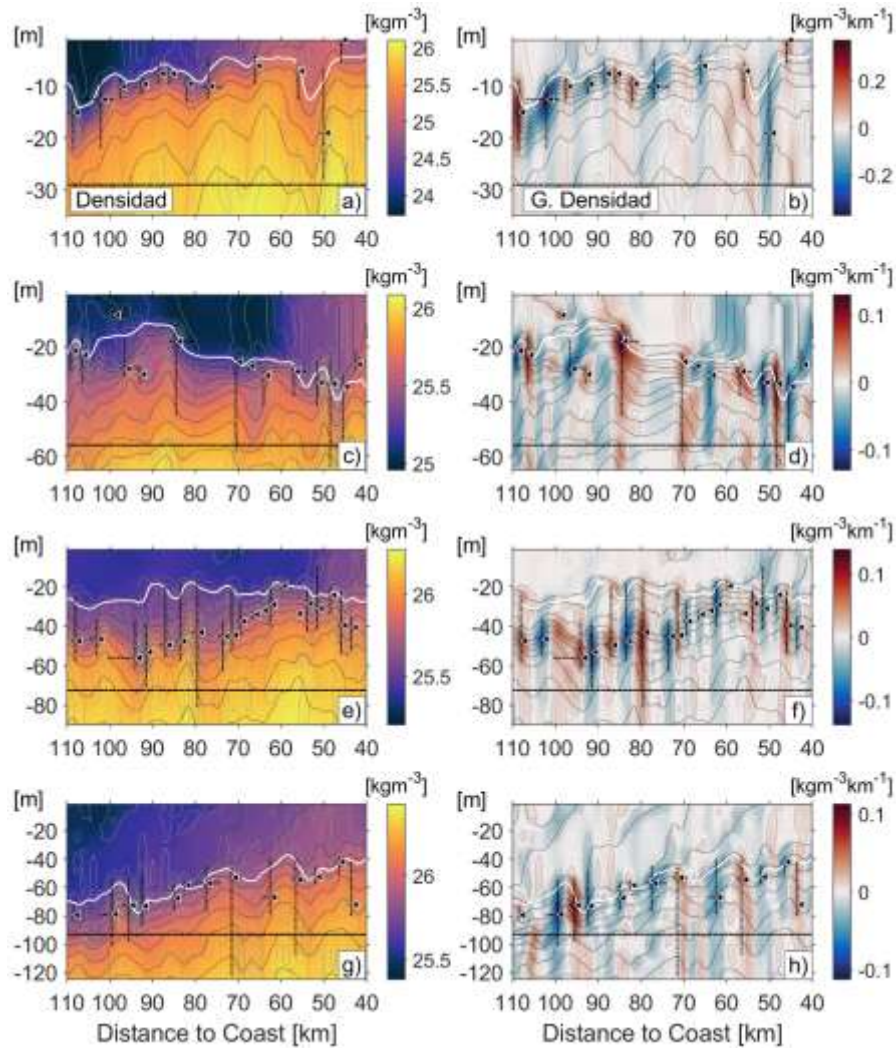 [kgm-3] [kgm-3km-1]
[m] 26 [m] 0.4
-10 25.5 -10 0.2
-20 25 -20 0
-30 24.5 -30 -0.2
24
Densidad a) G. Densidad b)
110 100 90 80 70 60 50 40 110 100 90 80 70 60 50 40
[kgm-3] [kgm-3km-1]
[m] 26 [m] 0.1
-20 25.5 -20 0
-40 -40
-60 25 -60 -0.1
c) d)
110 100 90 80 70 60 50 40 110 100 90 80 70 60 50 40
[kgm-3] [kgm-3km-1]
[m] [m] 0.1
-20 26 -20
-40 -40 0
-60 25.5 -60
-80 -80 -0.1
e) f)
110 100 90 80 70 60 50 40 110 100 90 80 70 60 50 40
[kgm-3] [kgm-3km-1]
[m] [m] 0.1
-20 -20
-40 26 -40
-60 -60 0
-80 -80
-100 25.5 -100
-120 -120 -0.1
g) h)
110 100 90 80 70 60 50 40 110 100 90 80 70 60 50 40
Distance to Coast [km] Distance to Coast [km]